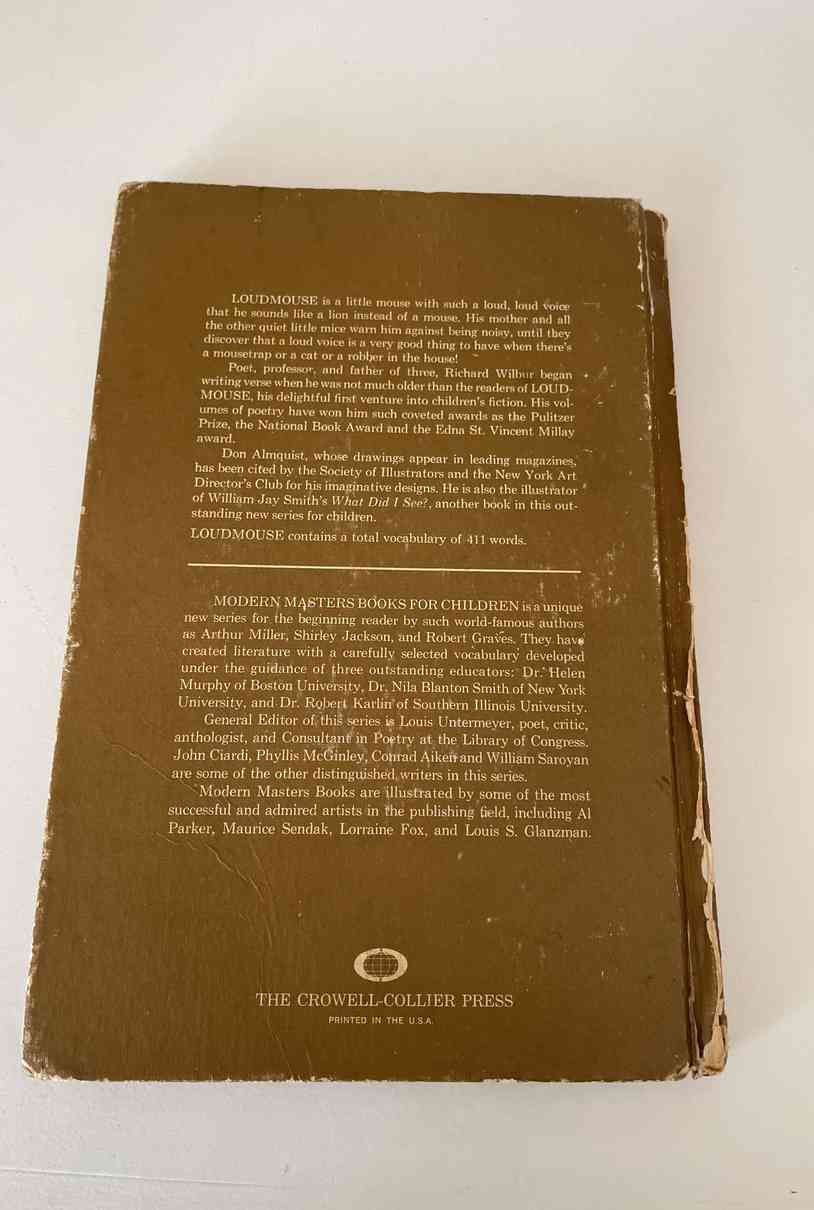 LOUDMOUSE is a little mouse with such a loud, loud voice
that he sounds like a lion instead of a mouse. His mother and all
the other quiet little mice warn him against being noisy, until they
discover that a loud voice is a very good thing to have when there's
a mousetrap or a cat or a robber in the house!
Poet, professor, and father of three, Richard Wilbur began
writing verse when he was not much older than the readers of LOUD-
MOUSE, his delightful first venture into children's fiction. His vol-
umes of poetry have won him such coveted awards as the Pulitzer
Prize, the National Book Award and the Edna St. Vincent Millay
award.
Don Almquist, whose drawings appear in leading magazines,
has been cited by the Society of Illustrators and the New York Art
Director's Club for his imaginative designs. He is also the illustrator
of William Jay Smith's What Did I See?, another book in this out-
standing new series for children.
LOUDMOUSE contains a total vocabulary of 411 words.
MODERN MASTERS BOOKS FOR CHILDREN is a unique
new series for the beginning reader by such world-famous authors
as Arthur Miller, Shirley Jackson, and Robert Graves. They have
created literature with a carefully selected vocabulary developed
under the guidance of three outstanding educators: Dr. Helen
Murphy of Boston University, Dr. Nila Blanton Smith of New York
University, and Dr. Robert Karlin of Southern Illinois University.
General Editor of this series is Louis Untermeyer, poet, critic,
anthologist, and Consultant in Poetry at the Library of Congress.
John Ciardi, Phyllis McGinley, Conrad Aiken and William Saroyan
are some of the other distinguished writers in this series.
Modern Masters Books are illustrated by some of the most
successful and admired artists in the publishing field, including Al
Parker, Maurice Sendak, Lorraine Fox, and Louis S. Glanzman.
THE CROWELL-COLLIER PRESS
PRINTED IN THE U.S.A.